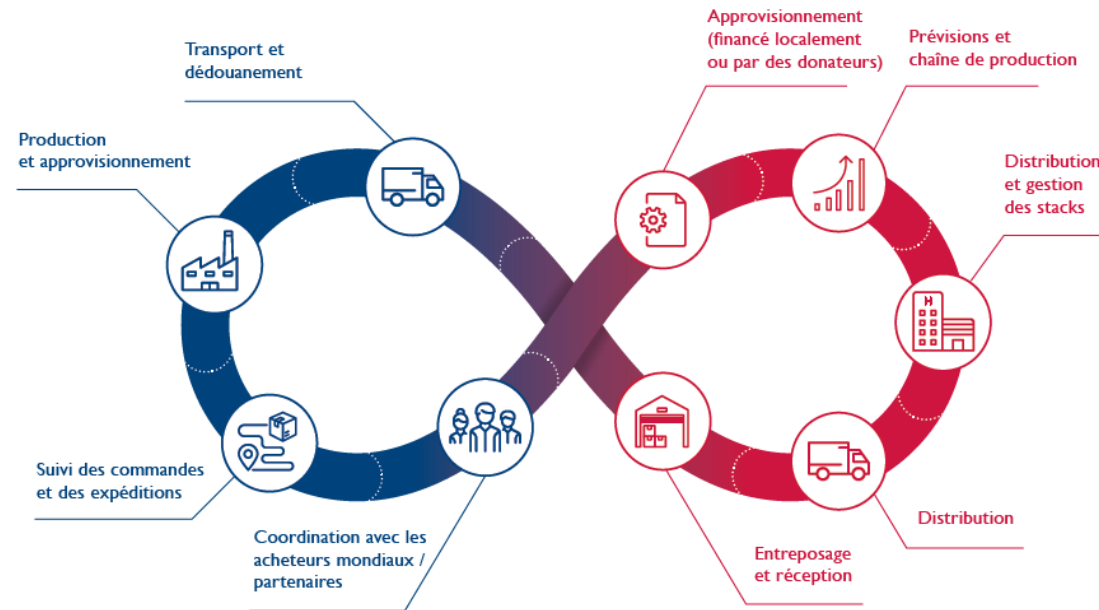 Transport et
dédouanement
Production
et approvisionnement
Suivi des commandes
et des expéditions
Coordination avec les
acheteurs mondiaux /
partenaires
Approvisionnement
(financé localement
ou par des donateurs)
Prévisions et
chaîne de production
Distribution
et gestion
des stacks
H
Distribution
Entreposage
et réception